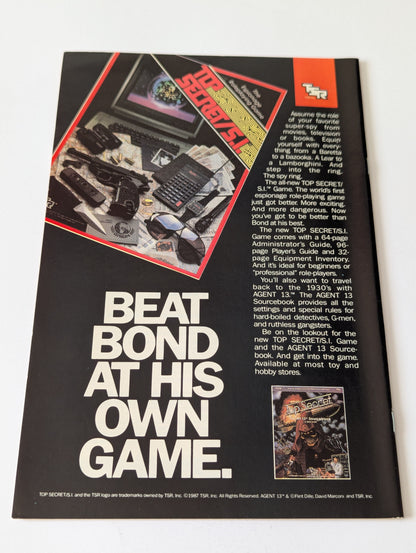 TOP
SECRET/S.I.
The
Espionage
Roleplaying Game
TSR
Assume the role
of your favorite
super-spy from
movies, television
or books. Equip
yourself with every
thing from a Baretta
to a bazooka. A Lear to
a Lamborghini. And
step into the ring.
The spy ring.
The all-new TOP SECRET/
S.I.™ Game. The world's first
espionage role-playing game
just got better. More exciting.
And more dangerous. Now
you've got to be better than
Bond at his best.
The new TOP SECRET/S.I.
Game comes with a 64-page
Administrator's Guide, 96-
page Player's Guide and 32-
page Equipment Inventory.
And it's ideal for beginners or
"professional" role-players.
You'll also want to travel
back to the 1930's with
AGENT 13.™ The AGENT 13
Sourcebook provides all the
settings and special rules for
hard-boiled detectives, G-men,
and ruthless gangsters.
Be on the lookout for the
new TOP SECRET/S.I. Game
and the AGENT 13 Source-
book. And get into the game.
Available at most toy and
hobby stores.
BEAT
BOND
AT HIS
OWN
GAME.
Top Secret
TOP SECRET/S.I. and the TSR logo are trademarks owned by TSR, Inc. ©1987 TSR, Inc. All Rights Reserved. AGENT 13™ & ©Flint Dille, David Marconi and TSR, Inc.